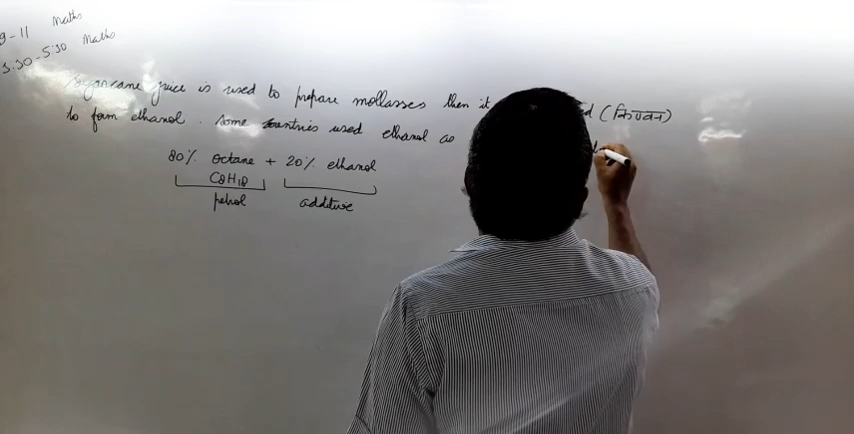 9-11 Maths
3:30-5:30 Maths
Sugarcane juice is used to prepare mollasses then it d (किण्वन)
to form ethanol. Some countries used ethanol as
80% octane + 20% ethanol
C8H18
petrol additive